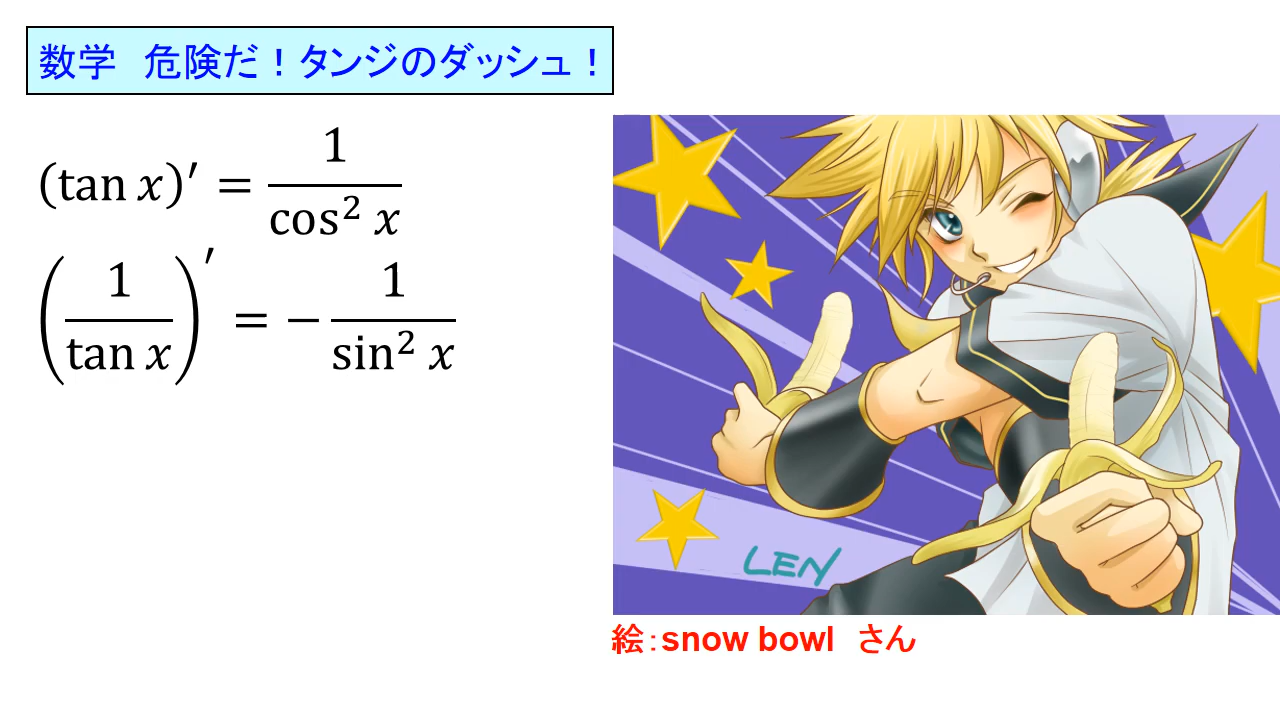 数学　危険だ！タンジのダッシュ！
(tan x)′ = 1/cos² x
(1/tan x)′ = − 1/sin² x
LEN
絵：snow bowl　さん